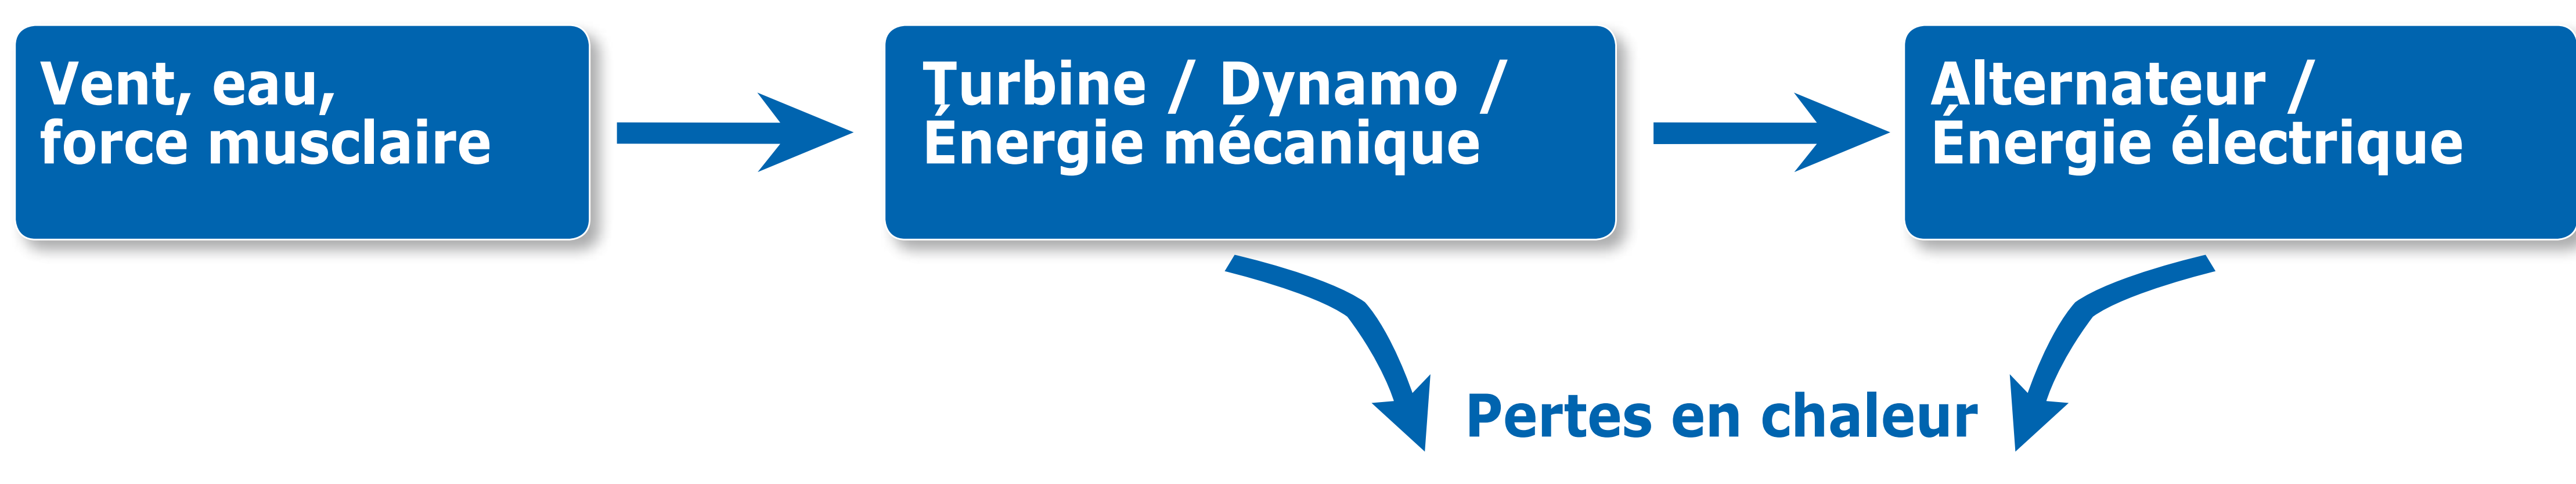 Vent, eau,
force musclaire
Turbine / Dynamo /
Énergie mécanique
Alternateur /
Énergie électrique
Pertes en chaleur